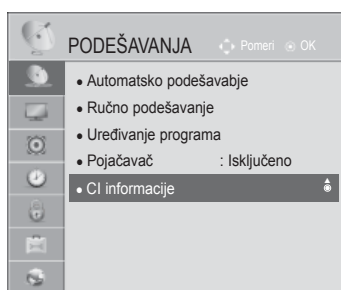 PODEŠAVANJA Pomeri OK
• Automatsko podešavabje
• Ručno podešavanje
• Uređivanje programa
• Pojačavač : Isključeno
• CI informacije